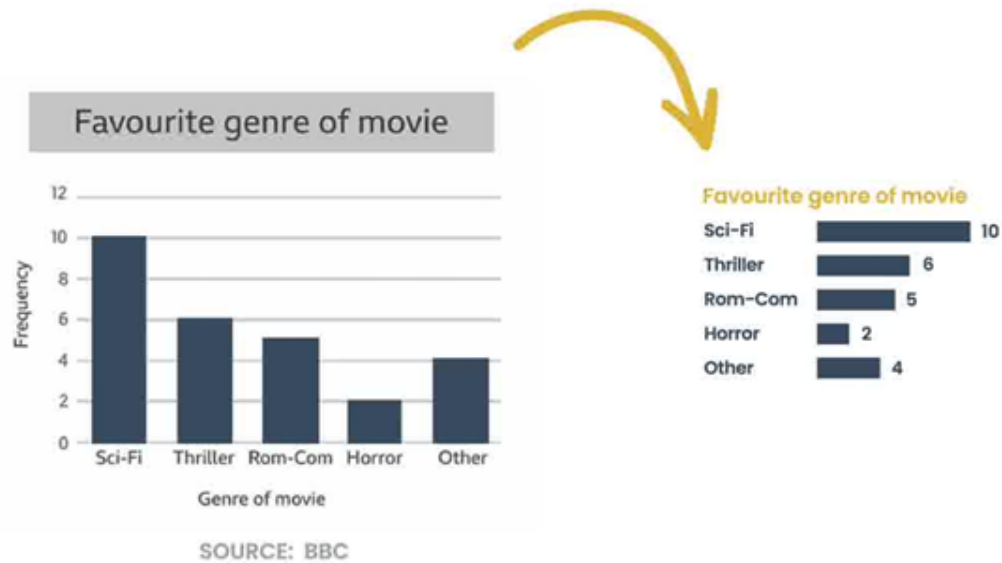 Favourite genre of movie
12
10
8
6
4
2
0
Frequency
Sci-Fi Thriller Rom-Com Horror Other
Genre of movie
SOURCE: BBC
Favourite genre of movie
Sci-Fi 10
Thriller 6
Rom-Com 5
Horror 2
Other 4